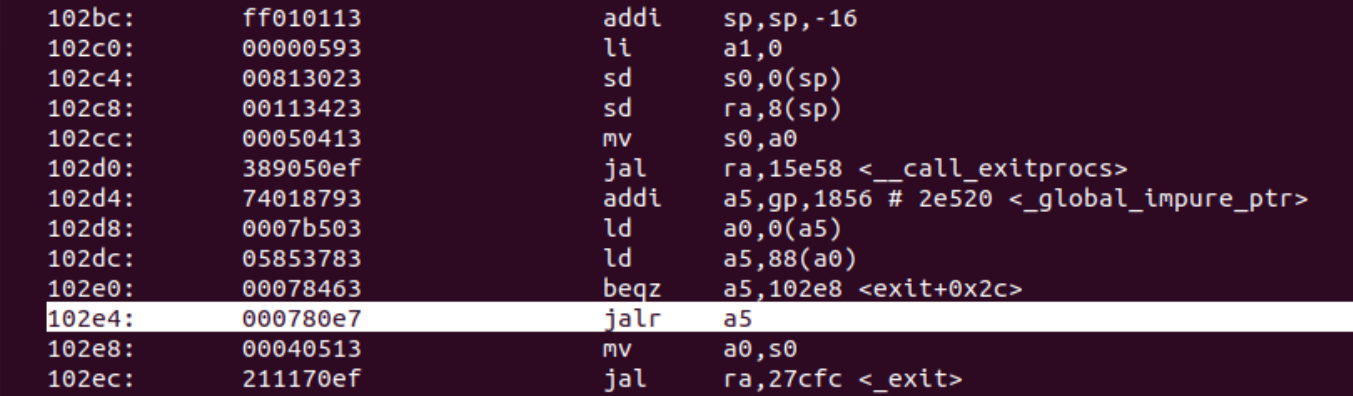 102bc: ff010113 addi sp,sp,-16
102c0: 00000593 li a1,0
102c4: 00813023 sd s0,0(sp)
102c8: 00113423 sd ra,8(sp)
102cc: 00050413 mv s0,a0
102d0: 389050ef jal ra,15e58 <__call_exitprocs>
102d4: 74018793 addi a5,gp,1856 # 2e520 <_global_impure_ptr>
102d8: 0007b503 ld a0,0(a5)
102dc: 05853783 ld a5,88(a0)
102e0: 00078463 beqz a5,102e8 <exit+0x2c>
102e4: 000780e7 jalr a5
102e8: 00040513 mv a0,s0
102ec: 211170ef jal ra,27cfc <_exit>